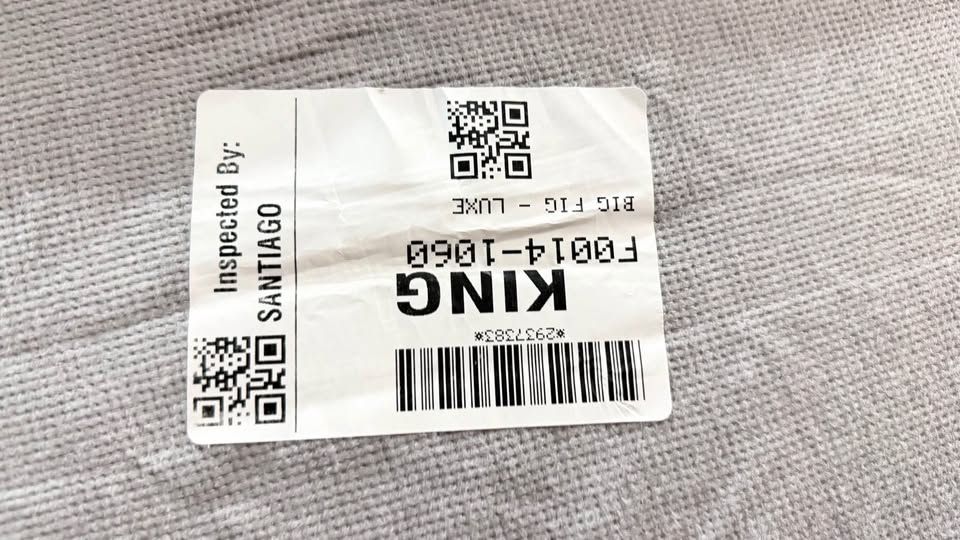 Inspected By:
SANTIAGO
*2937383*
KING
F0014-1060
BIG FIG - LUXE